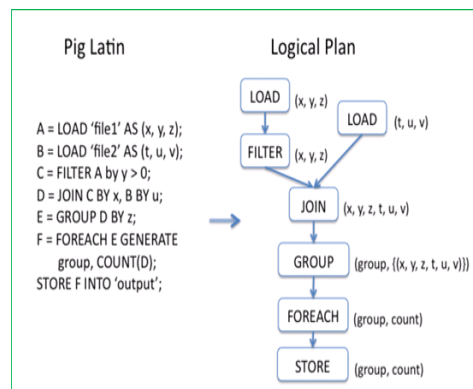 Pig Latin
A = LOAD ‘file1’ AS (x, y, z);
B = LOAD ‘file2’ AS (t, u, v);
C = FILTER A by y > 0;
D = JOIN C BY x, B BY u;
E = GROUP D BY z;
F = FOREACH E GENERATE
group, COUNT(D);
STORE F INTO ‘output’;
Logical Plan
LOAD (x, y, z)
LOAD (t, u, v)
FILTER (x, y, z)
JOIN (x, y, z, t, u, v)
GROUP (group, {(x, y, z, t, u, v)})
FOREACH (group, count)
STORE (group, count)